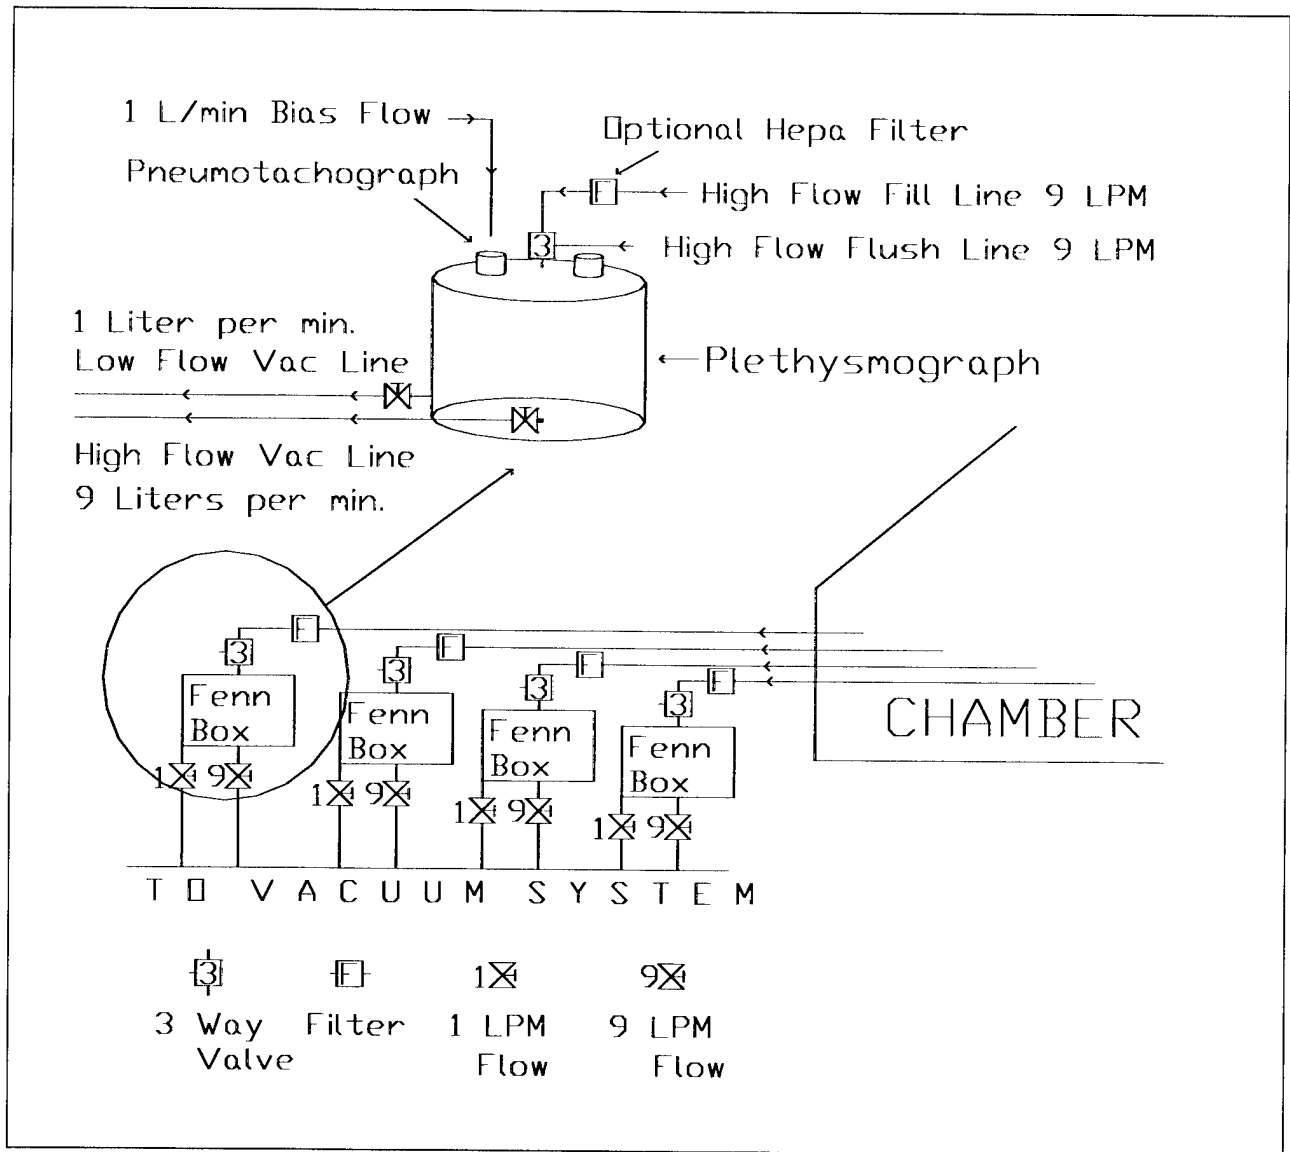 1 L/min Bias Flow
Optional Hepa Filter
Pneumotachograph
F
High Flow Fill Line 9 LPM
3
High Flow Flush Line 9 LPM
1 Liter per min.
Low Flow Vac Line
Plethysmograph
High Flow Vac Line
9 Liters per min.
F
3
Fenn
Box
1
9
F
3
Fenn
Box
1
9
F
3
Fenn
Box
1
9
F
3
Fenn
Box
1
9
CHAMBER
TO VACUUM SYSTEM
3
F
1
9
3 Way
Valve
Filter
1 LPM
Flow
9 LPM
Flow